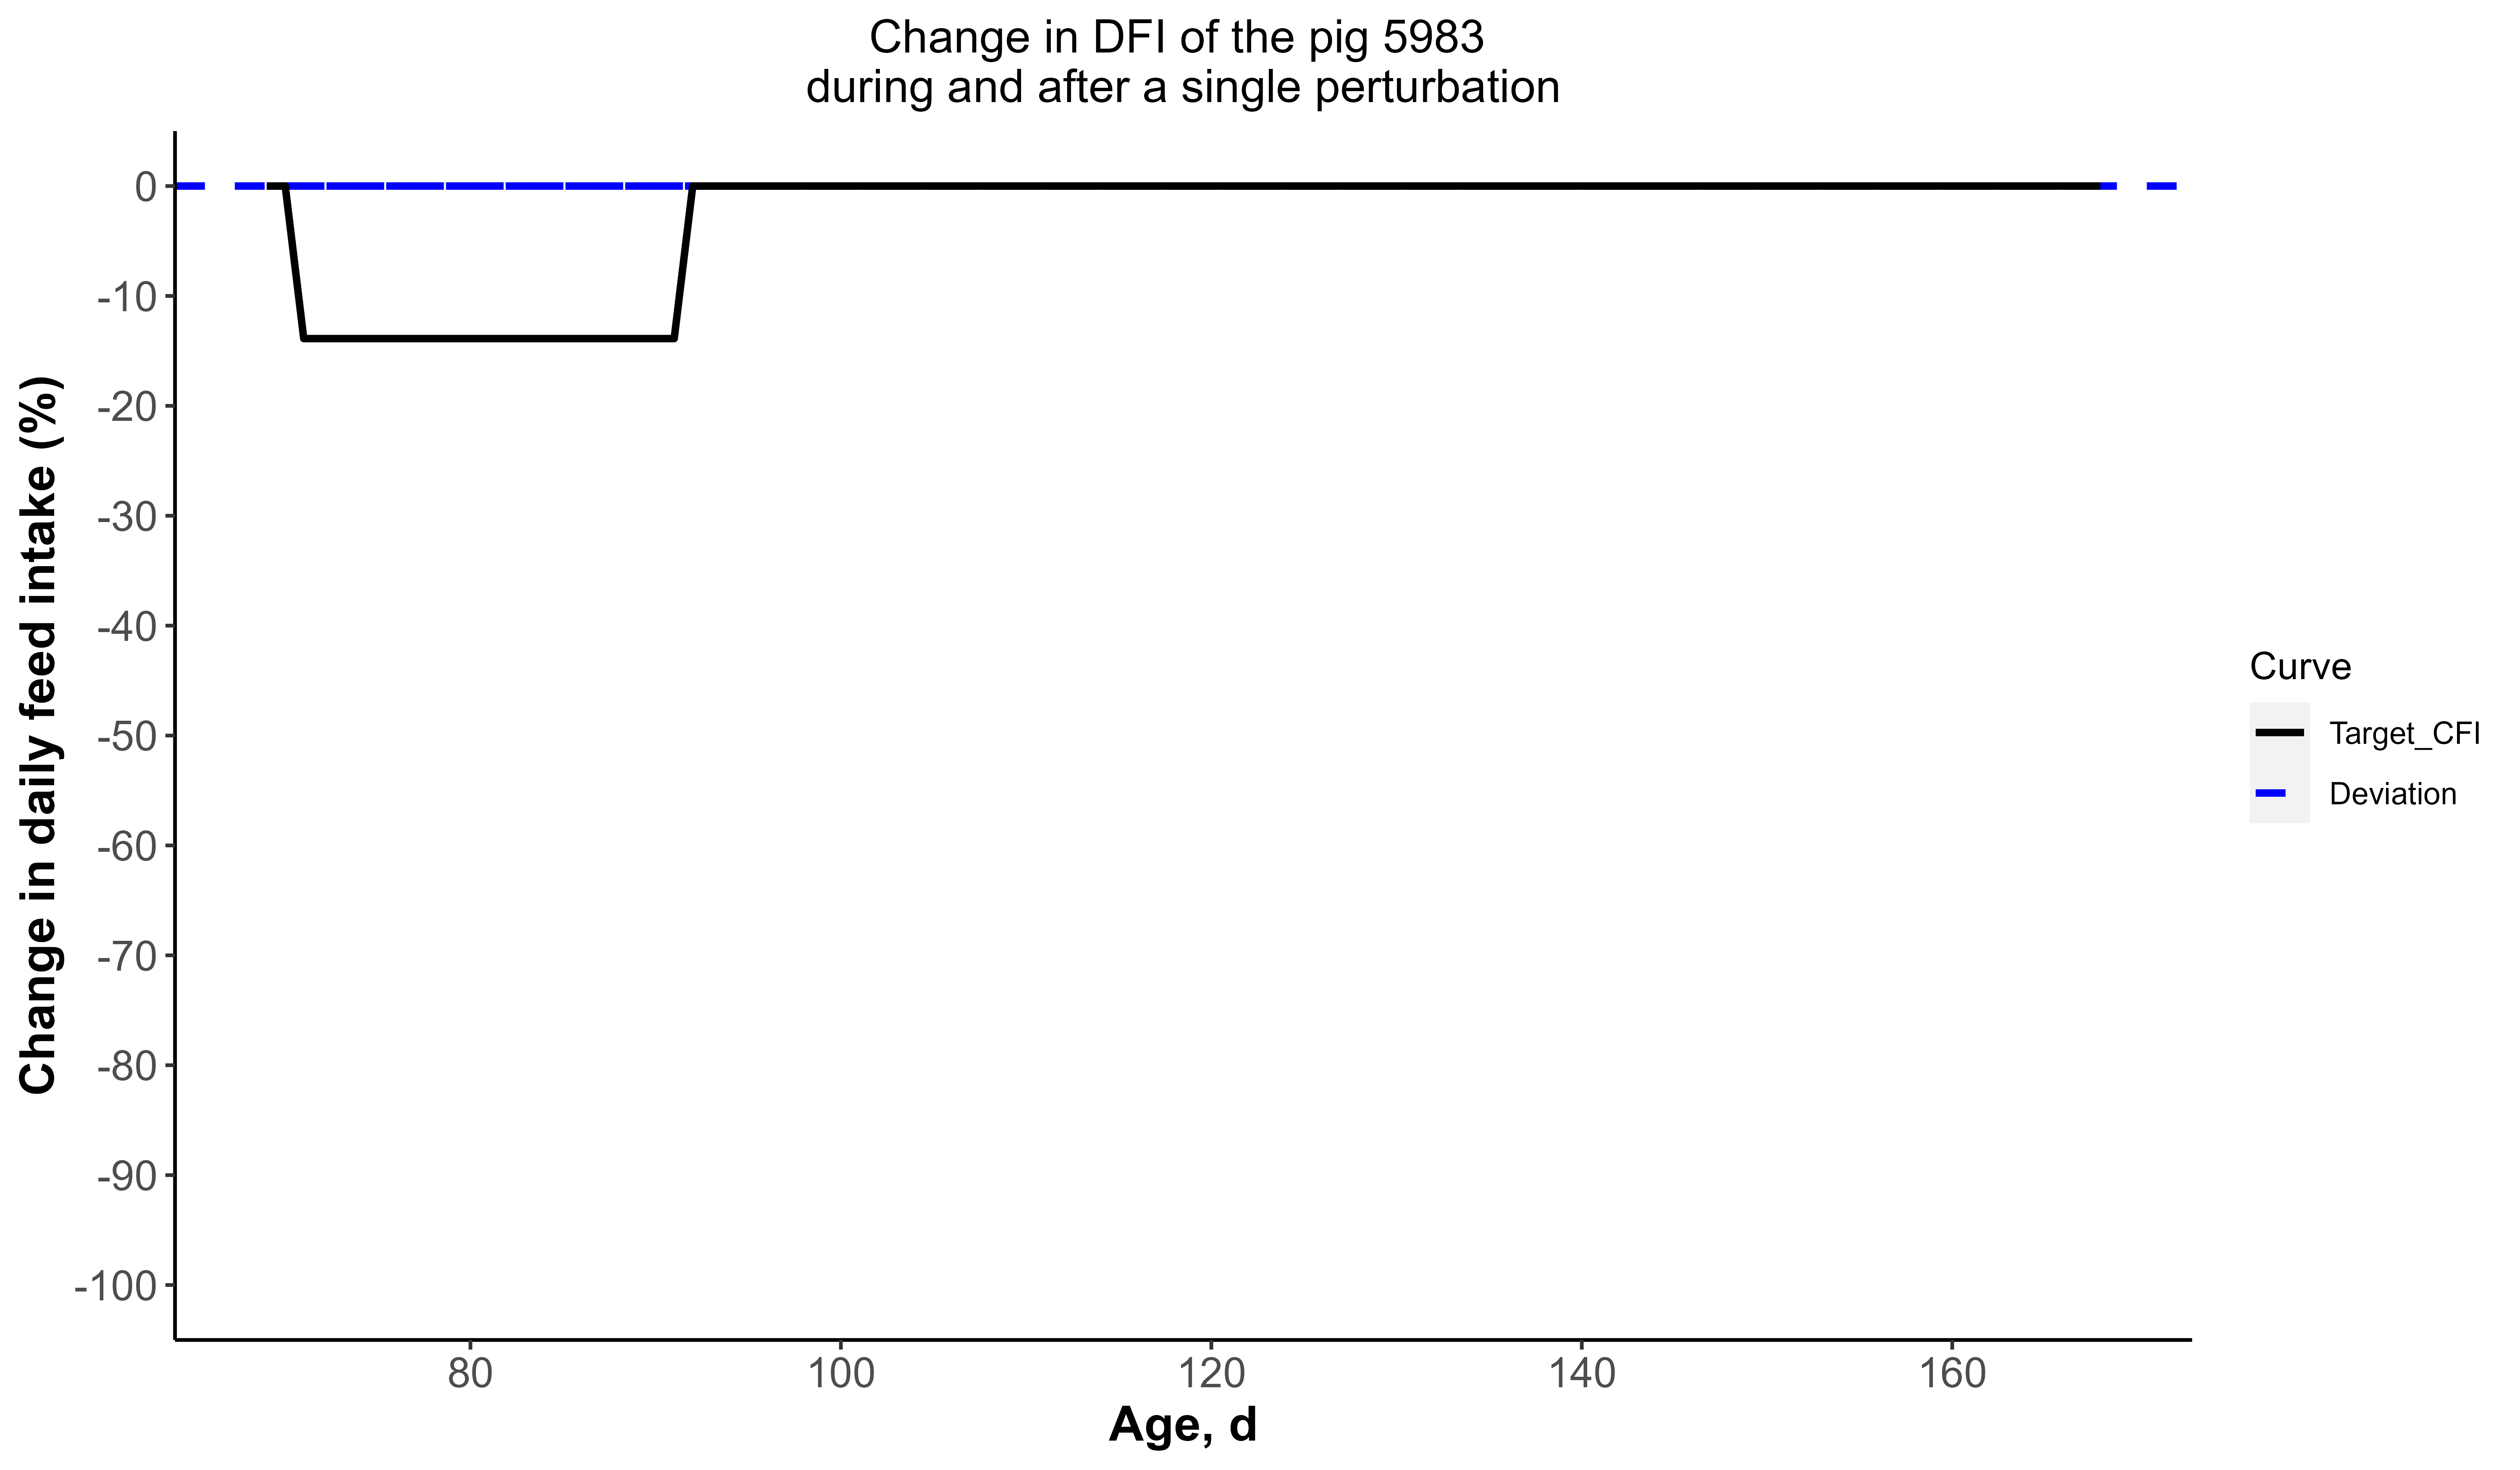 Change in DFI of the pig 5983
during and after a single perturbation
Change in daily feed intake (%)
0
-10
-20
-30
-40
-50
-60
-70
-80
-90
-100
80
100
120
140
160
Age, d
Curve
Target_CFI
Deviation